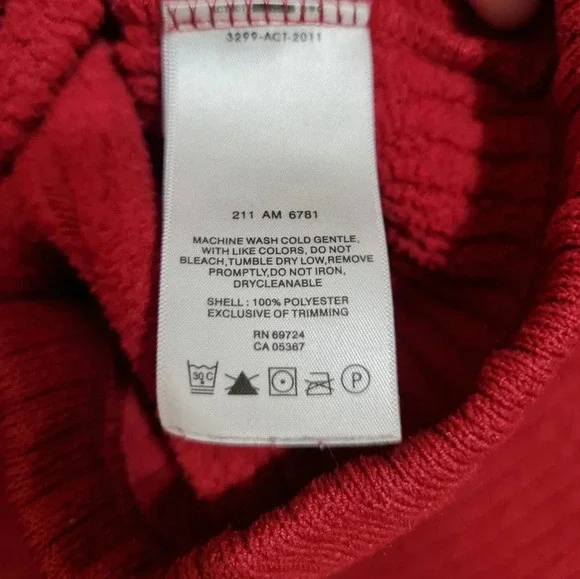 3299-ACT-2011
211 AM 6781
MACHINE WASH COLD GENTLE,
WITH LIKE COLORS, DO NOT
BLEACH,TUMBLE DRY LOW,REMOVE
PROMPTLY,DO NOT IRON,
DRYCLEANABLE
SHELL : 100% POLYESTER
EXCLUSIVE OF TRIMMING
RN 69724
CA 05367
30 C
P